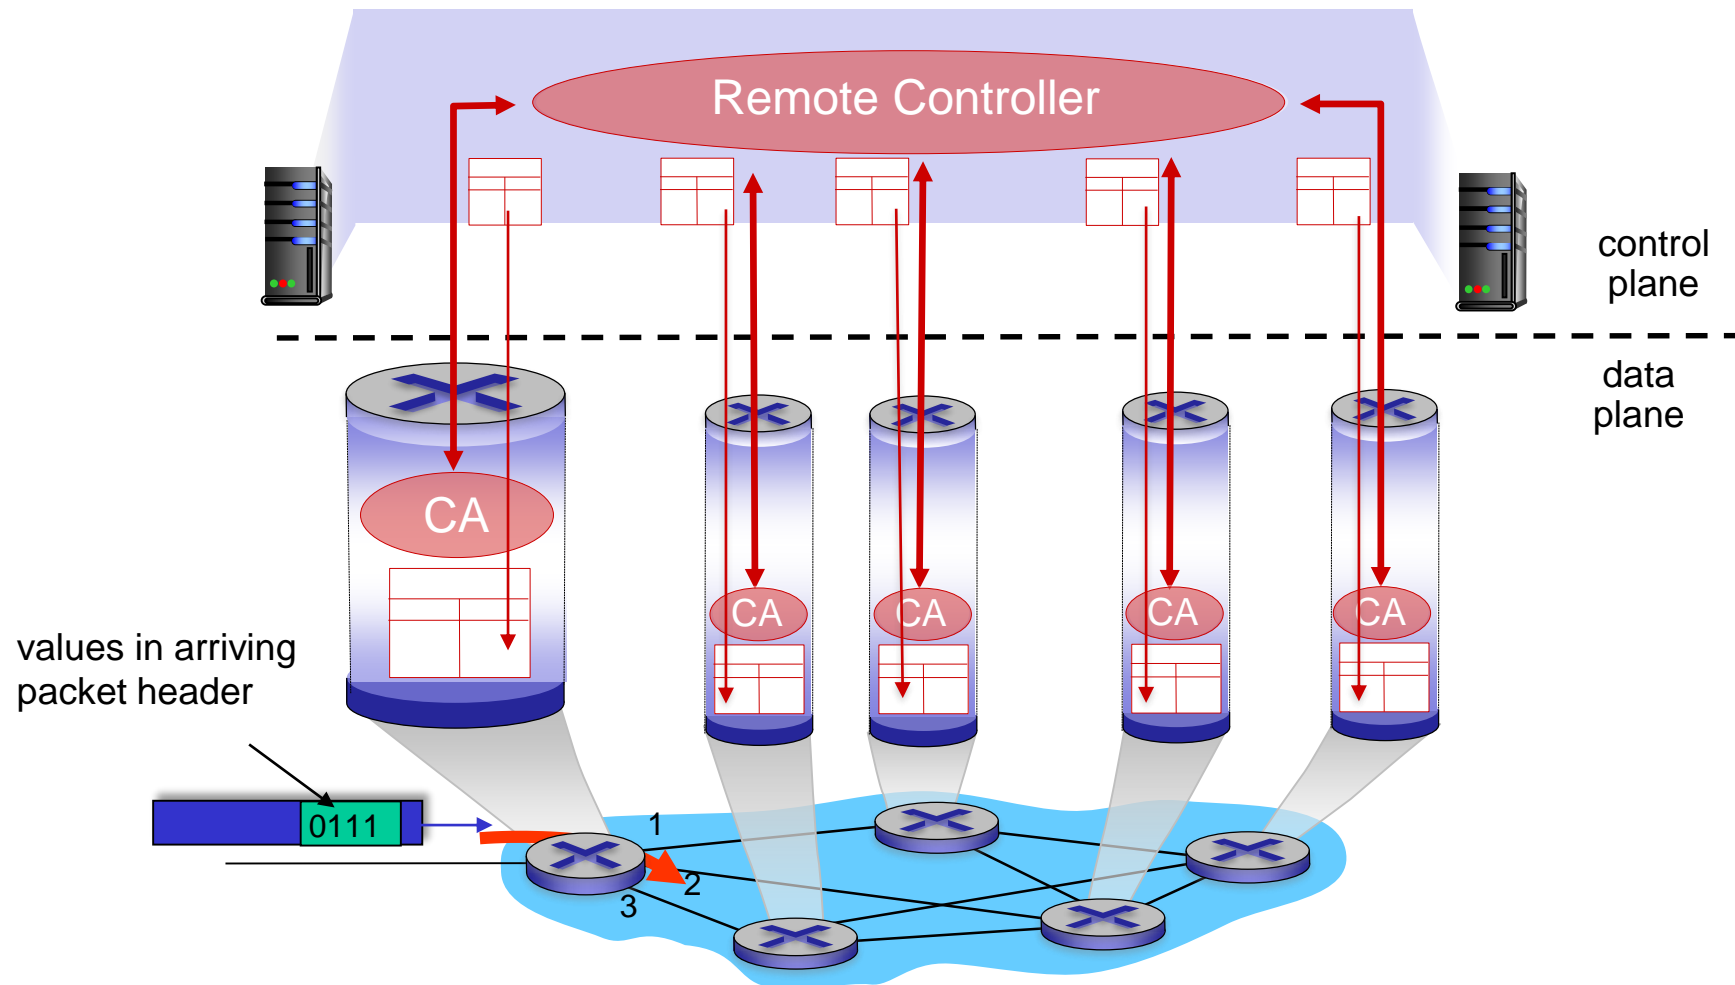 Remote Controller
control
plane
data
plane
CA
CA
CA
CA
CA
values in arriving
packet header
0111
1
2
3